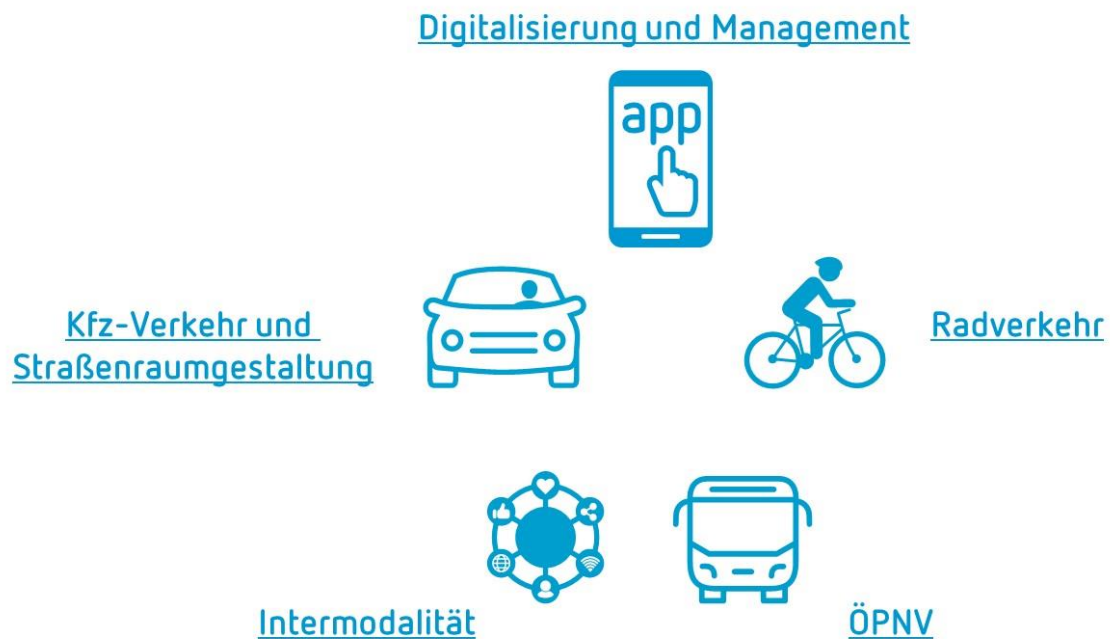 Digitalisierung und Management
app
Kfz-Verkehr und
Straßenraumgestaltung
Radverkehr
Intermodalität
ÖPNV